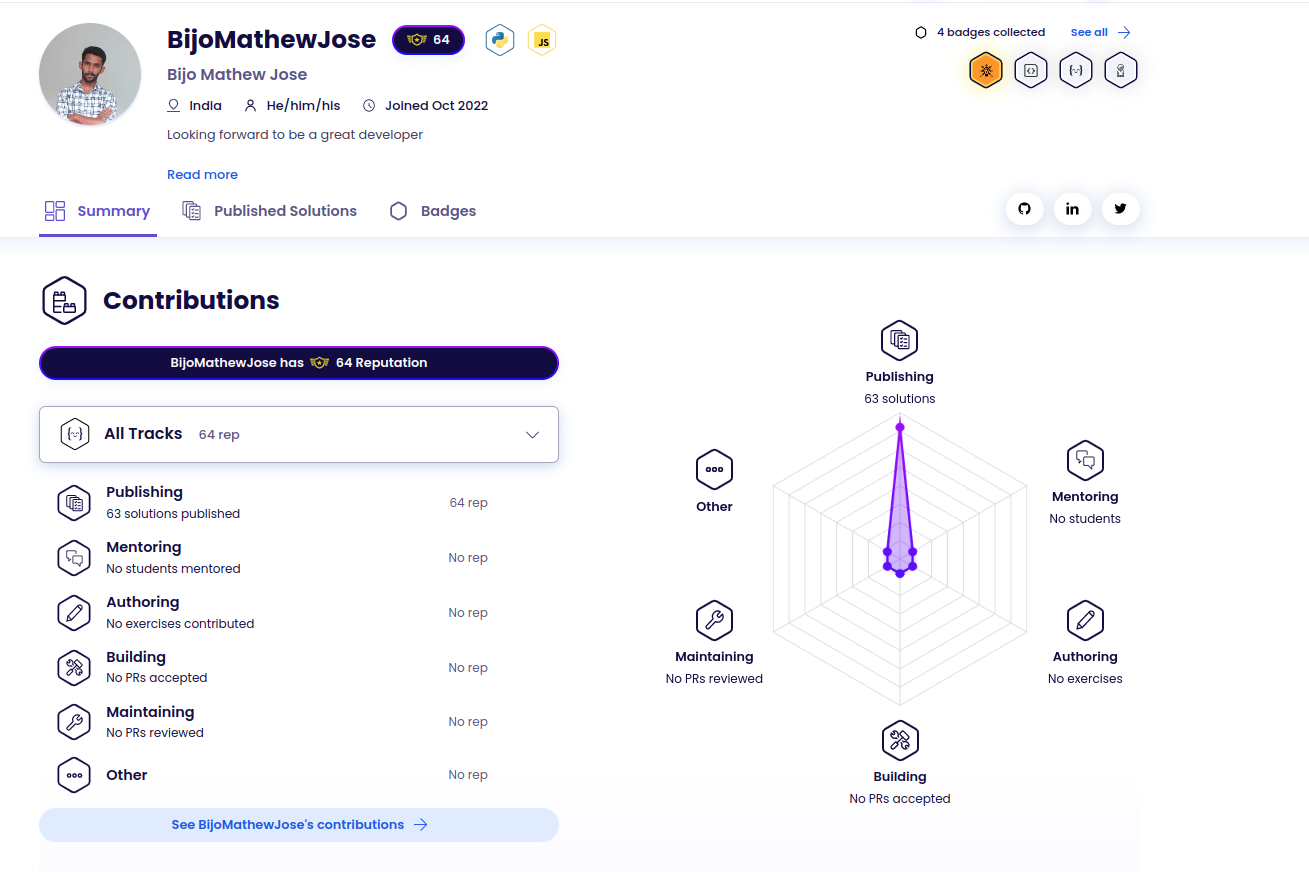 BijoMathewJose 64 JS
4 badges collected See all
Bijo Mathew Jose
India He/him/his Joined Oct 2022
Looking forward to be a great developer
Read more
Summary Published Solutions Badges in
Contributions
BijoMathewJose has 64 Reputation
All Tracks 64 rep
Publishing
63 solutions published
64 rep
Mentoring
No students mentored
No rep
Authoring
No exercises contributed
No rep
Building
No PRs accepted
No rep
Maintaining
No PRs reviewed
No rep
Other No rep
See BijoMathewJose's contributions
Publishing
63 solutions
Mentoring
No students
Other
Authoring
No exercises
Maintaining
No PRs reviewed
Building
No PRs accepted